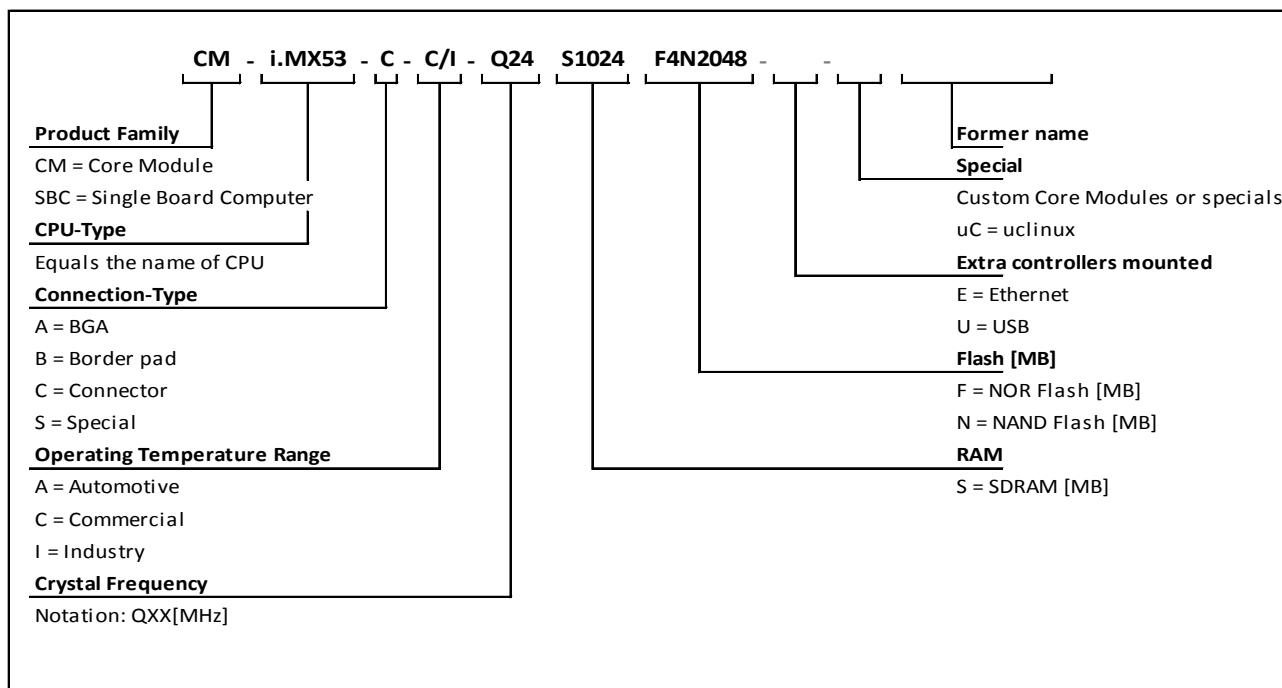 CM - i.MX53 - C - C/I - Q24 S1024 F4N2048 - -
Product Family
CM = Core Module
SBC = Single Board Computer
CPU-Type
Equals the name of CPU
Connection-Type
A = BGA
B = Border pad
C = Connector
S = Special
Operating Temperature Range
A = Automotive
C = Commercial
I = Industry
Crystal Frequency
Notation: QXX[MHz]
Former name
Special
Custom Core Modules or specials
uC = uclinux
Extra controllers mounted
E = Ethernet
U = USB
Flash [MB]
F = NOR Flash [MB]
N = NAND Flash [MB]
RAM
S = SDRAM [MB]